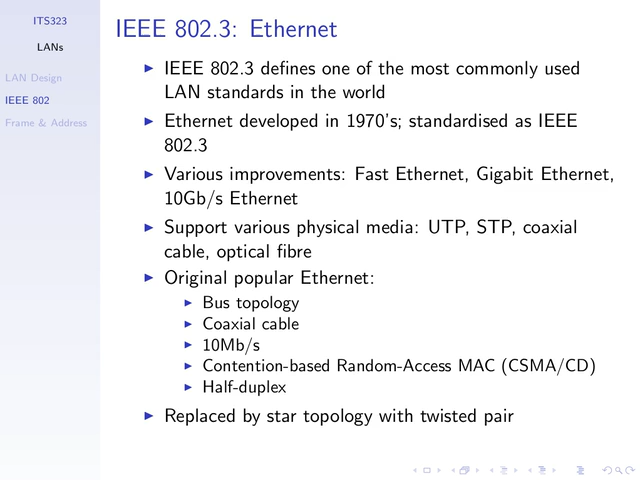 ITS323
LANs
LAN Design
IEEE 802
Frame & Address
IEEE 802.3: Ethernet
IEEE 802.3 defines one of the most commonly used
LAN standards in the world
Ethernet developed in 1970's; standardised as IEEE
802.3
Various improvements: Fast Ethernet, Gigabit Ethernet,
10Gb/s Ethernet
Support various physical media: UTP, STP, coaxial
cable, optical fibre
Original popular Ethernet:
Bus topology
Coaxial cable
10Mb/s
Contention-based Random-Access MAC (CSMA/CD)
Half-duplex
Replaced by star topology with twisted pair